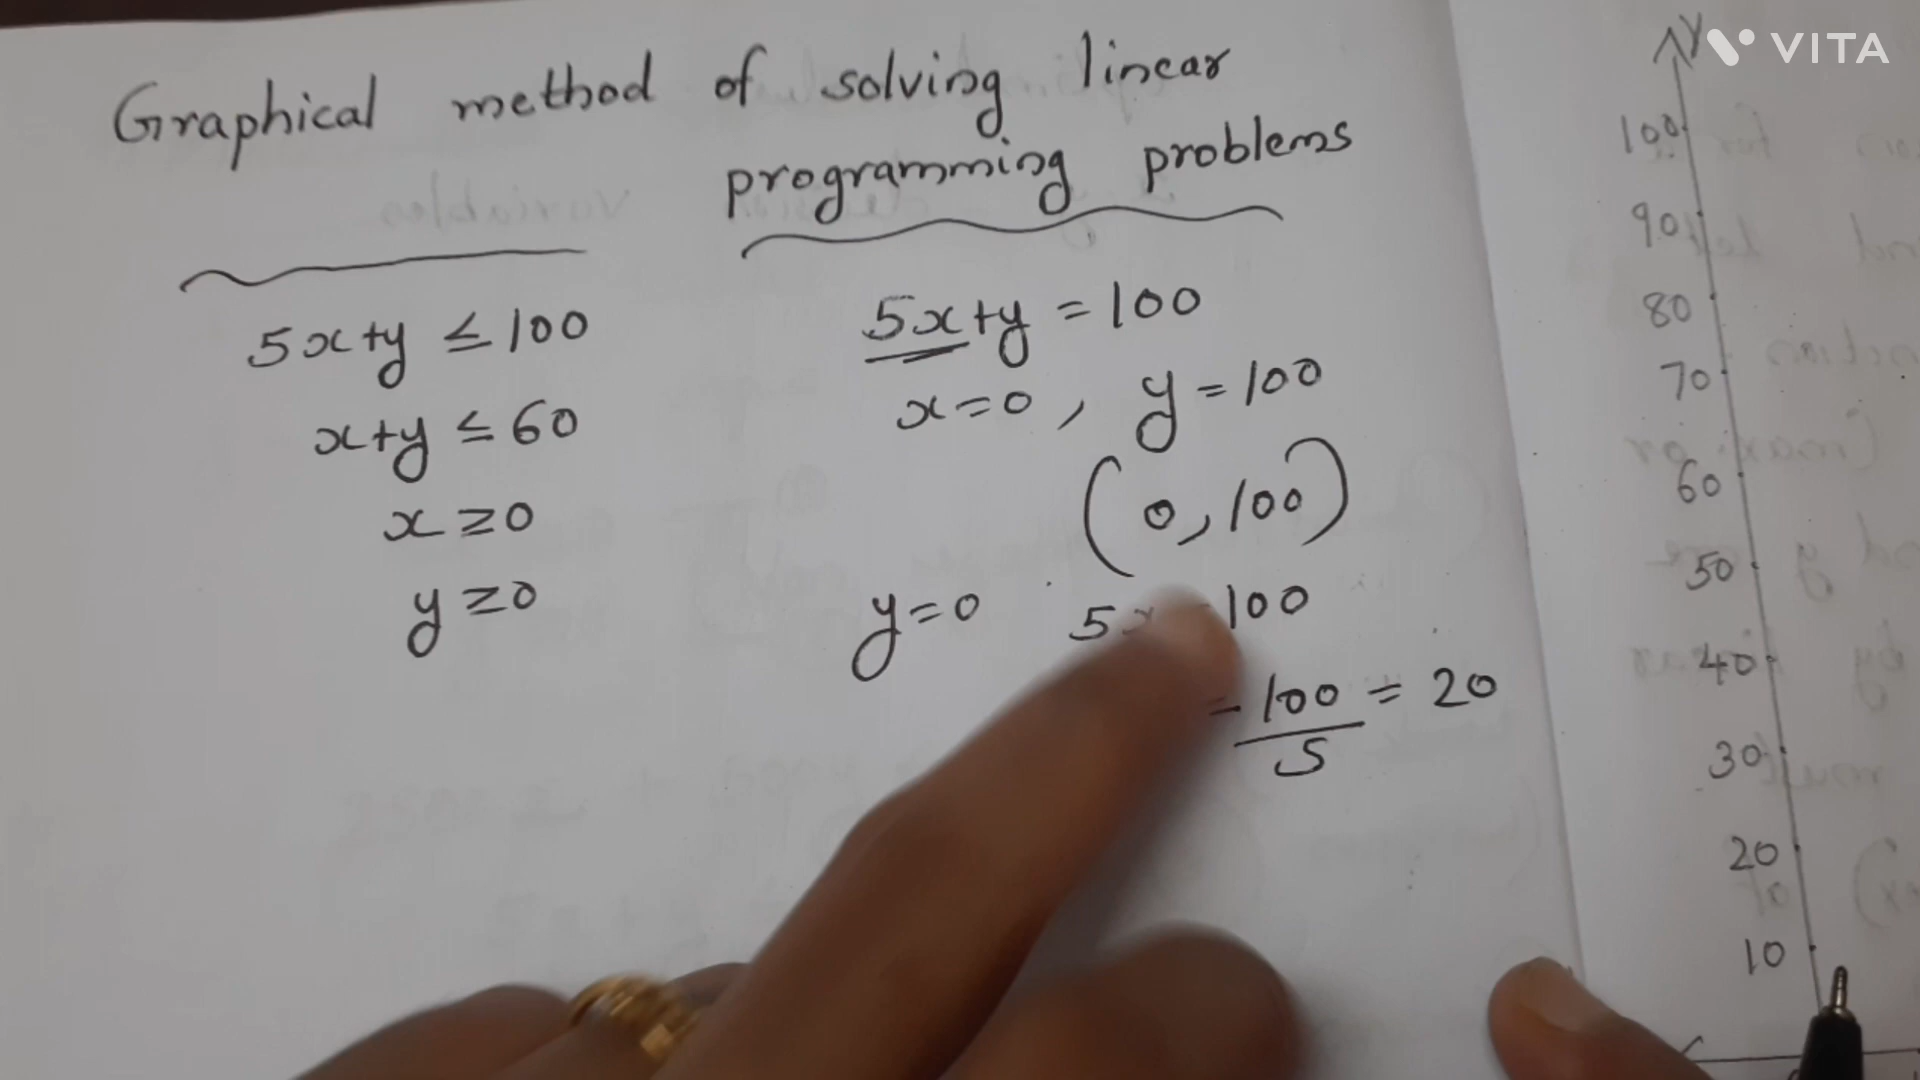 VITA
Graphical method of solving linear
programming problems
5x+y ≤ 100
x+y ≤ 60
x ≥ 0
y ≥ 0
5x+y = 100
x=0, y=100
(0, 100)
y=0 5x 100
= 100/5 = 20
Y
100
90
80
70
60
50
40
30
20
10